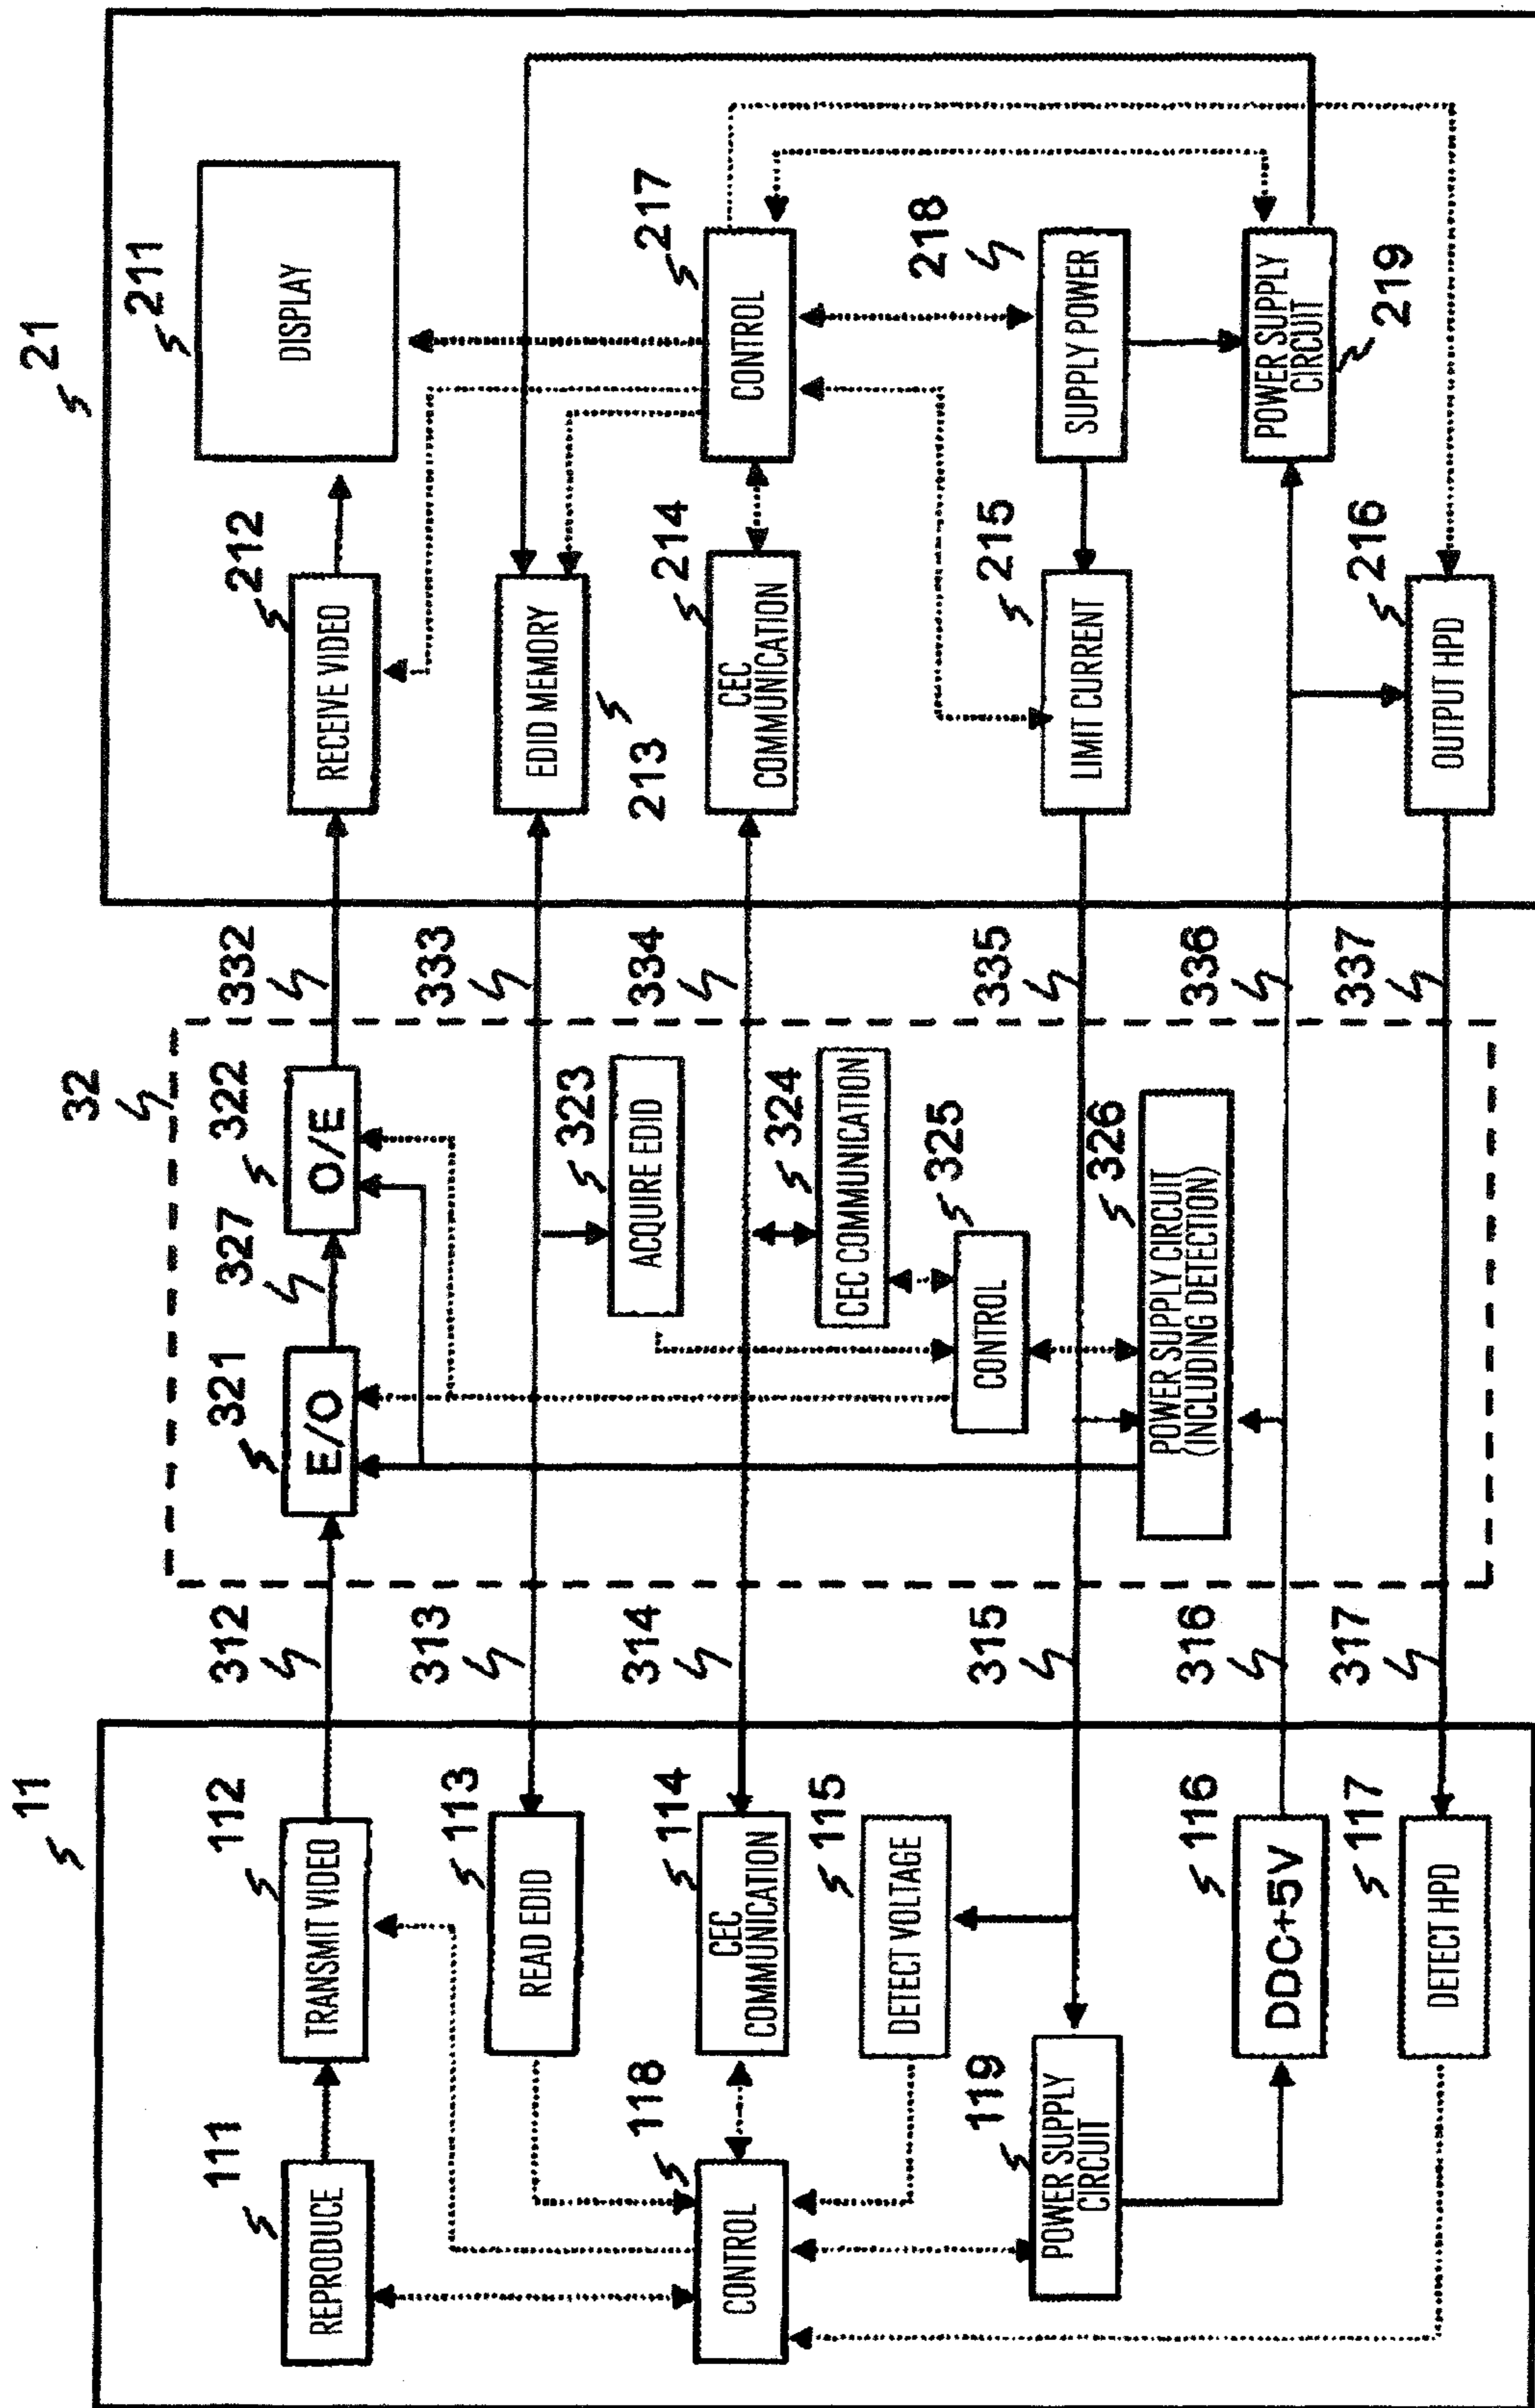 11
111
REPRODUCE
112
TRANSMIT VIDEO
113
READ EDID
118
CONTROL
114
CEC
COMMUNICATION
115
DETECT VOLTAGE
119
POWER SUPPLY
CIRCUIT
116
DDC+5V
117
DETECT HPD
312
313
314
315
316
317
32
321
E/O
327
322
O/E
323
ACQUIRE EDID
324
CEC COMMUNICATION
325
CONTROL
326
POWER SUPPLY CIRCUIT
(INCLUDING DETECTION)
332
333
334
335
336
337
21
212
RECEIVE VIDEO
211
DISPLAY
EDID MEMORY
213
214
CEC
COMMUNICATION
217
CONTROL
215
LIMIT CURRENT
218
SUPPLY POWER
POWER SUPPLY
CIRCUIT
219
216
OUTPUT HPD